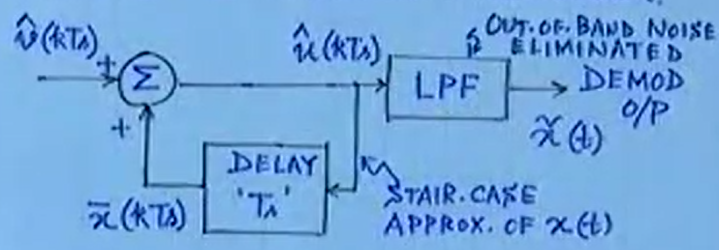 v̂(kTs)
+
Σ
+
û(kTs)
LPF
OUT.OF.BAND NOISE
ELIMINATED
DEMOD
O/P
x̃(t)
DELAY
'Ts'
x̄(kTs)
STAIR.CASE
APPROX. OF x(t)